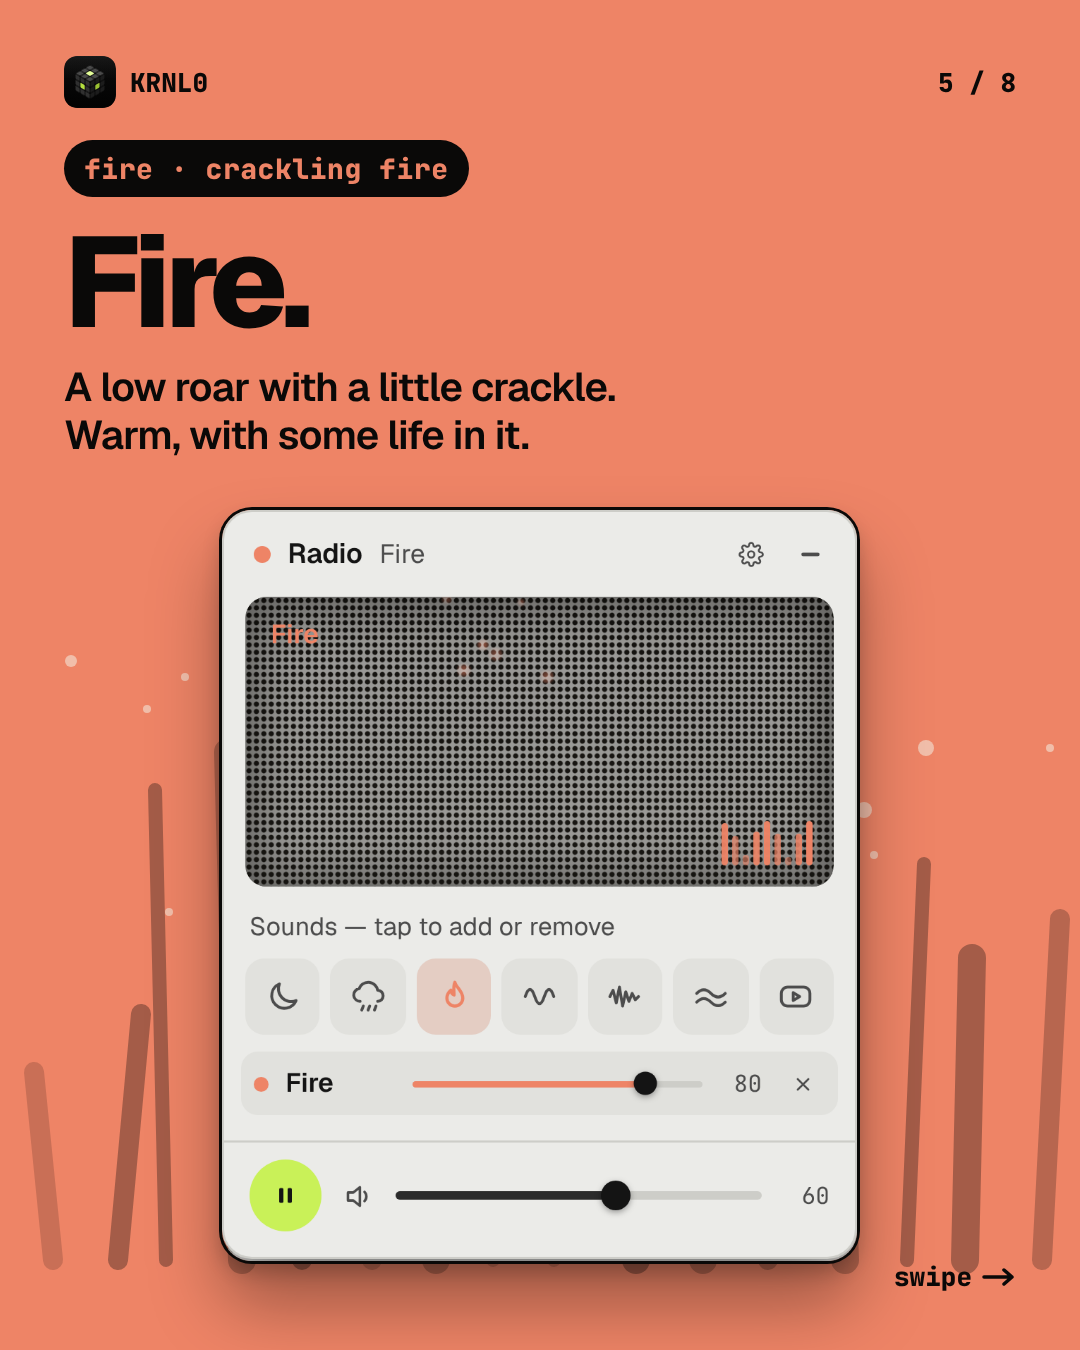 KRNL0
5 / 8
fire · crackling fire
Fire.
A low roar with a little crackle.
Warm, with some life in it.
Radio Fire
Fire
Sounds — tap to add or remove
Fire 80 ×
60
swipe →